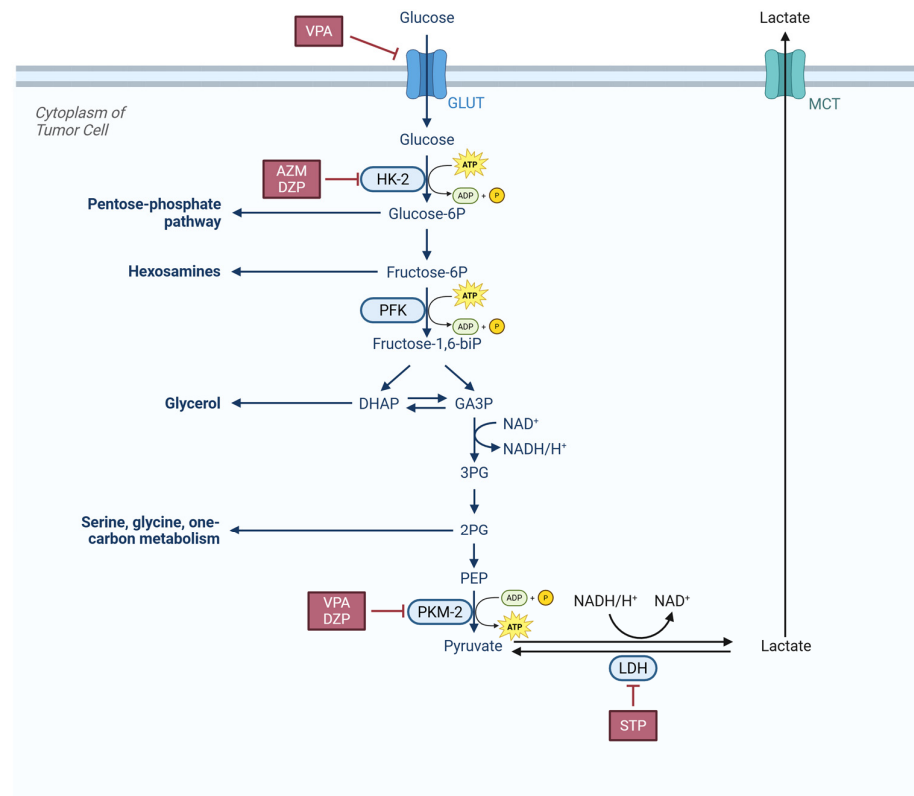 Glucose
Lactate
VPA
GLUT
MCT
Cytoplasm of
Tumor Cell
Glucose
ATP
AZM
DZP
HK-2
ADP + P
Pentose-phosphate
pathway
Glucose-6P
Hexosamines
Fructose-6P
ATP
PFK
ADP + P
Fructose-1,6-biP
Glycerol
DHAP
GA3P
NAD⁺
NADH/H⁺
3PG
Serine, glycine, one-
carbon metabolism
2PG
PEP
VPA
DZP
PKM-2
ADP + P
ATP
NADH/H⁺
NAD⁺
Pyruvate
Lactate
LDH
STP